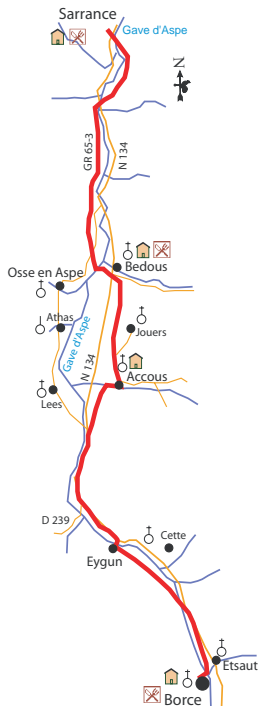 Sarrance
Gave d'Aspe
N
GR 65-3
N 134
Bedous
Osse en Aspe
Athas
Jouers
Gave d'Aspe
N 134
Accous
Lees
D 239
Cette
Eygun
Etsaut
Borce